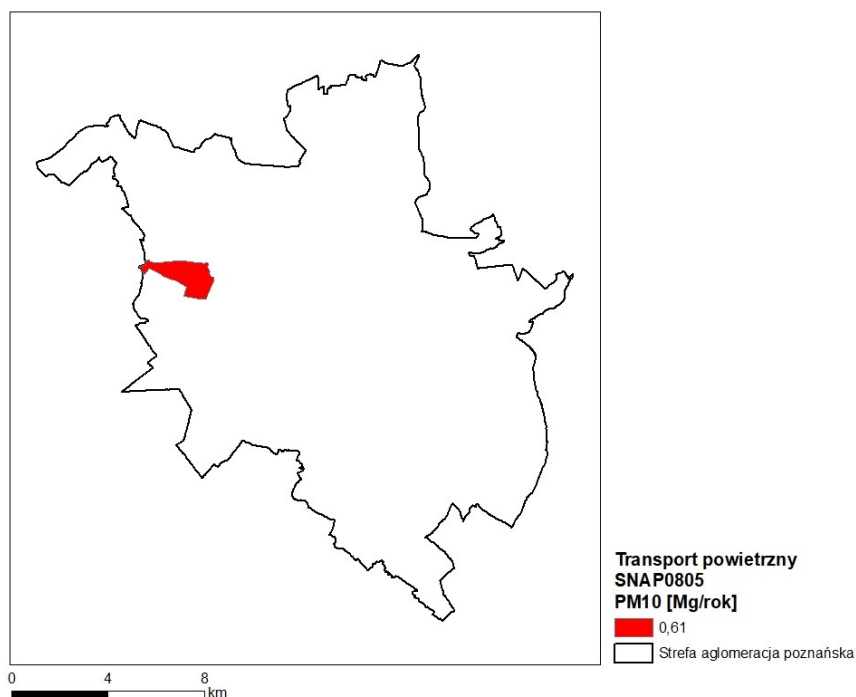 Transport powietrzny
SNAP0805
PM10 [Mg/rok]
0,61
Strefa aglomeracja poznańska
0 4 8
km